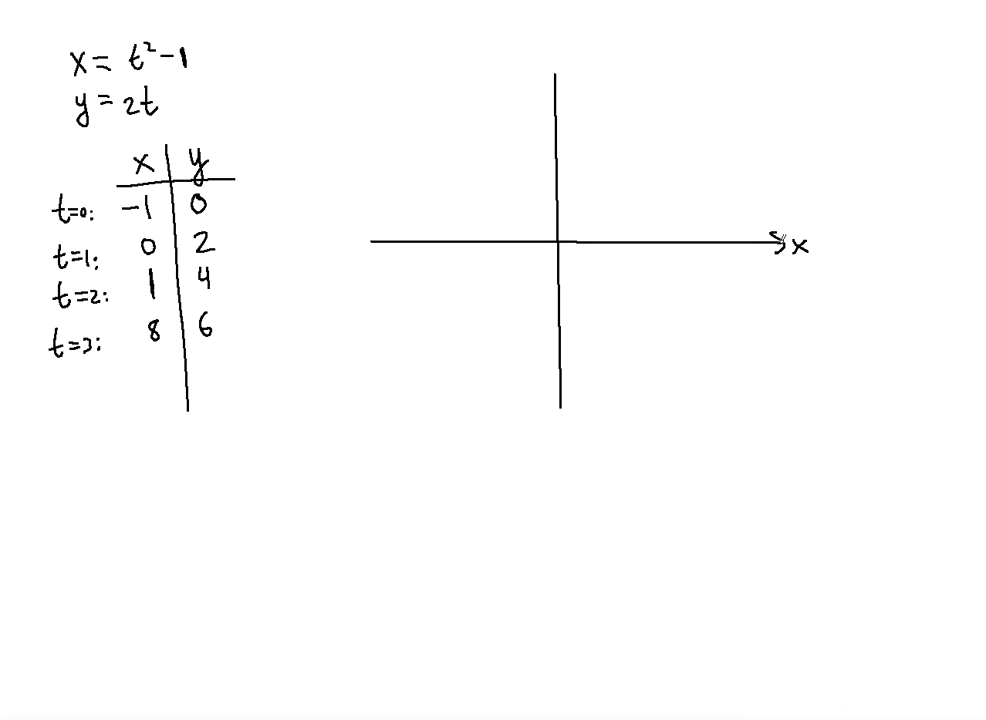 x = t²-1
y = 2t
x y
t=0: -1 0
t=1: 0 2
t=2: 1 4
t=3: 8 6
x